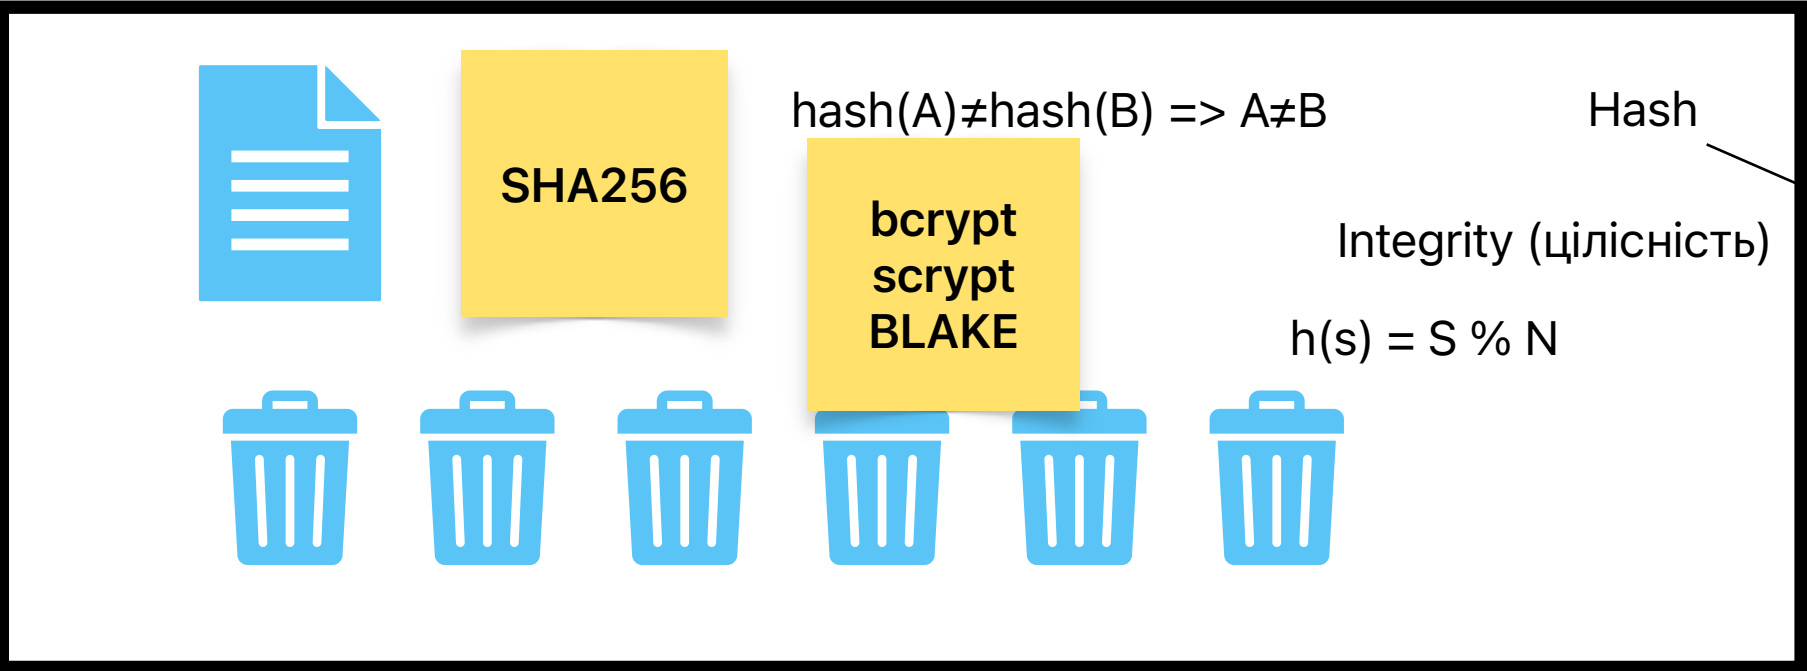 SHA256
hash(A)≠hash(B) => A≠B
bcrypt
scrypt
BLAKE
Hash
Integrity (цілісність)
h(s) = S % N